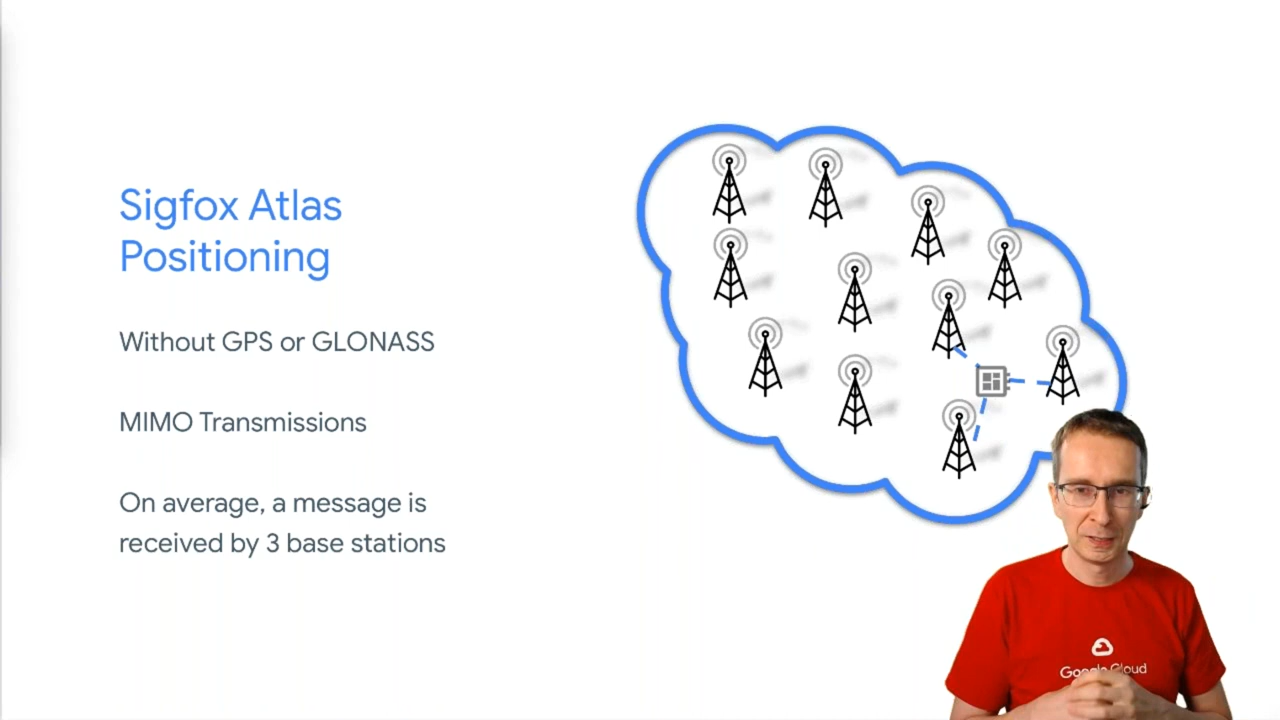 Sigfox Atlas
Positioning
Without GPS or GLONASS
MIMO Transmissions
On average, a message is
received by 3 base stations
Google Cloud